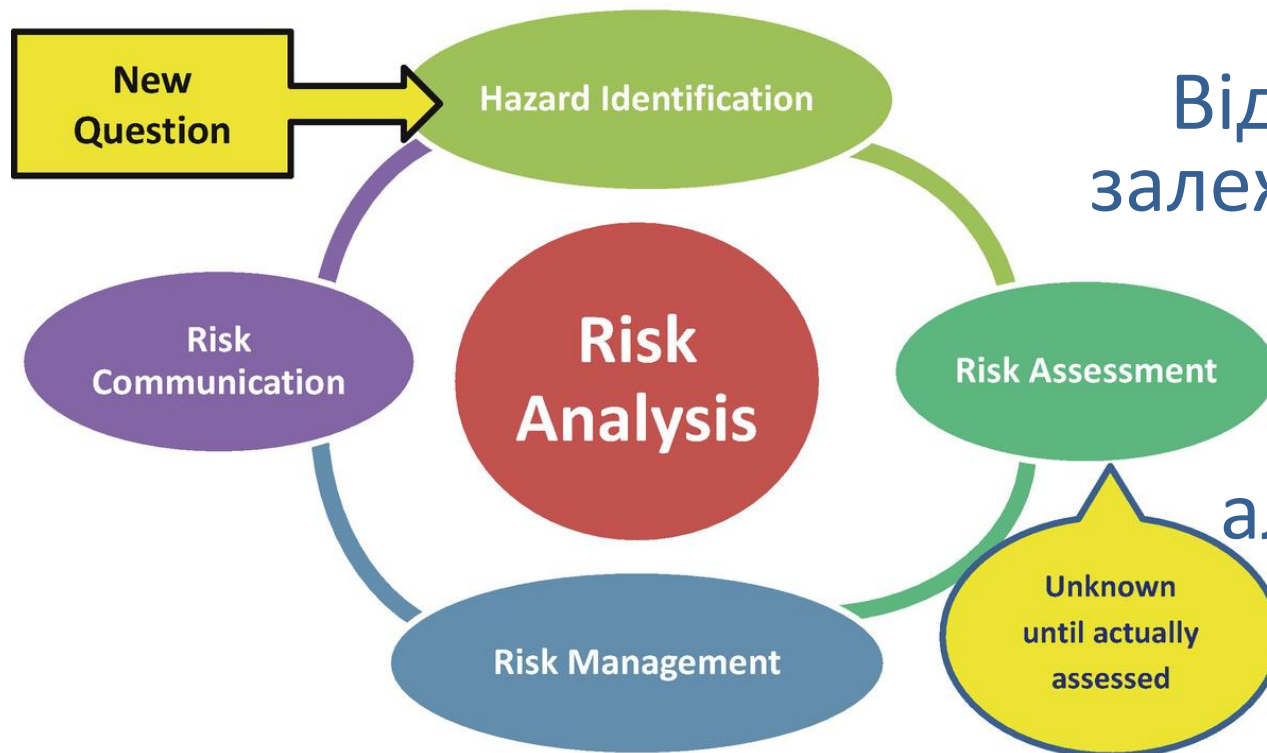 New
Question
Hazard Identification
Risk
Communication
Risk
Analysis
Risk Assessment
Risk Management
Unknown
until actually
assessed